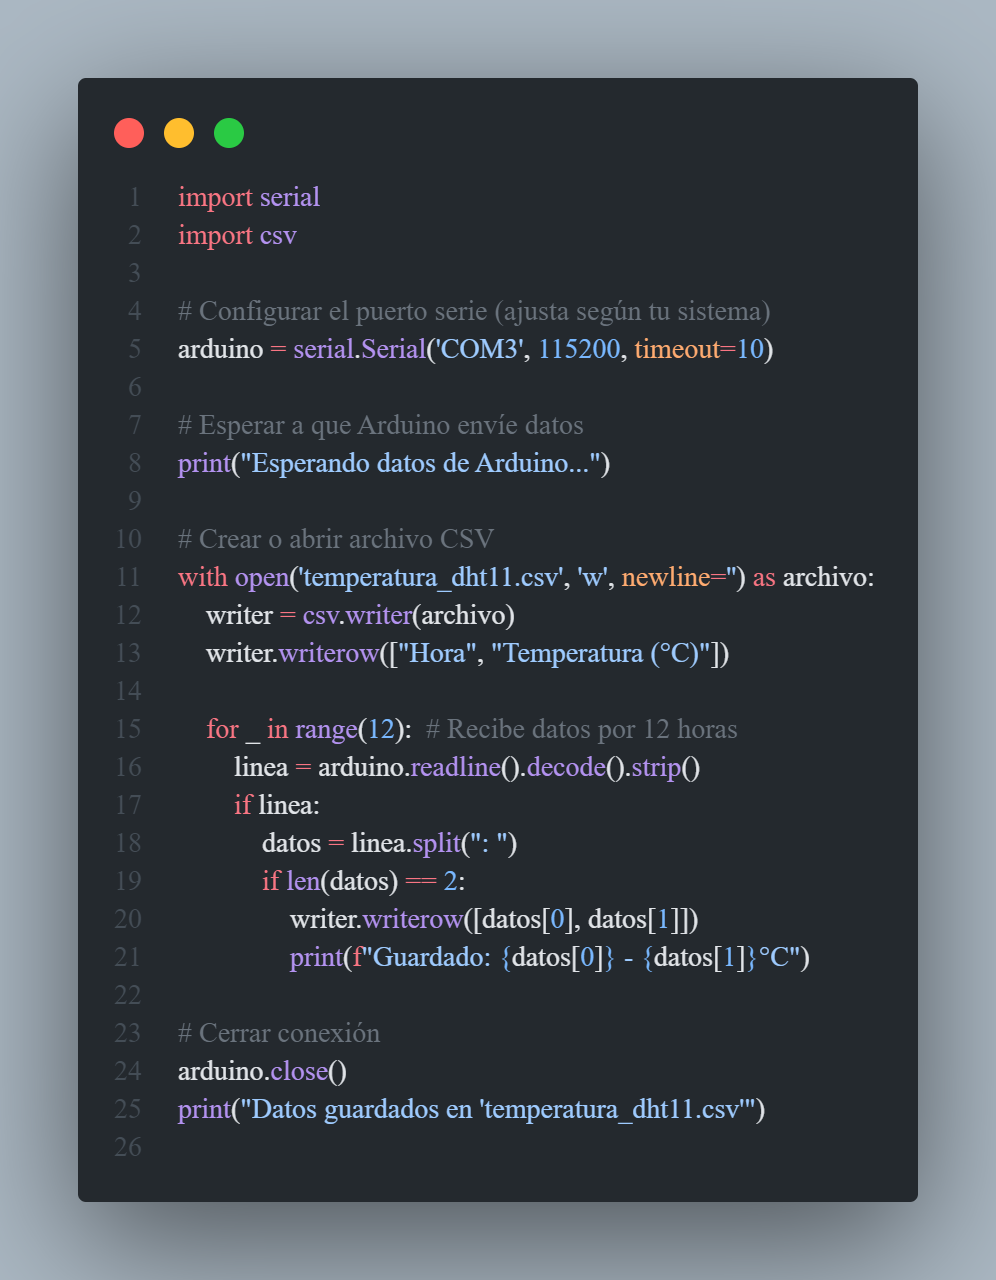 1 import serial
2 import csv
3
4 # Configurar el puerto serie (ajusta según tu sistema)
5 arduino = serial.Serial('COM3', 115200, timeout=10)
6
7 # Esperar a que Arduino envíe datos
8 print("Esperando datos de Arduino...")
9
10 # Crear o abrir archivo CSV
11 with open('temperatura_dht11.csv', 'w', newline='') as archivo:
12     writer = csv.writer(archivo)
13     writer.writerow(["Hora", "Temperatura (°C)"])
14
15     for _ in range(12):  # Recibe datos por 12 horas
16         linea = arduino.readline().decode().strip()
17         if linea:
18             datos = linea.split(": ")
19             if len(datos) == 2:
20                 writer.writerow([datos[0], datos[1]])
21                 print(f"Guardado: {datos[0]} - {datos[1]}°C")
22
23 # Cerrar conexión
24 arduino.close()
25 print("Datos guardados en 'temperatura_dht11.csv'")
26